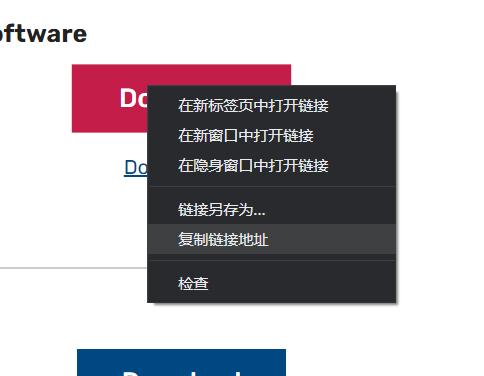 oftware
Do
在新标签页中打开链接
在新窗口中打开链接
在隐身窗口中打开链接
Do
链接另存为...
复制链接地址
检查